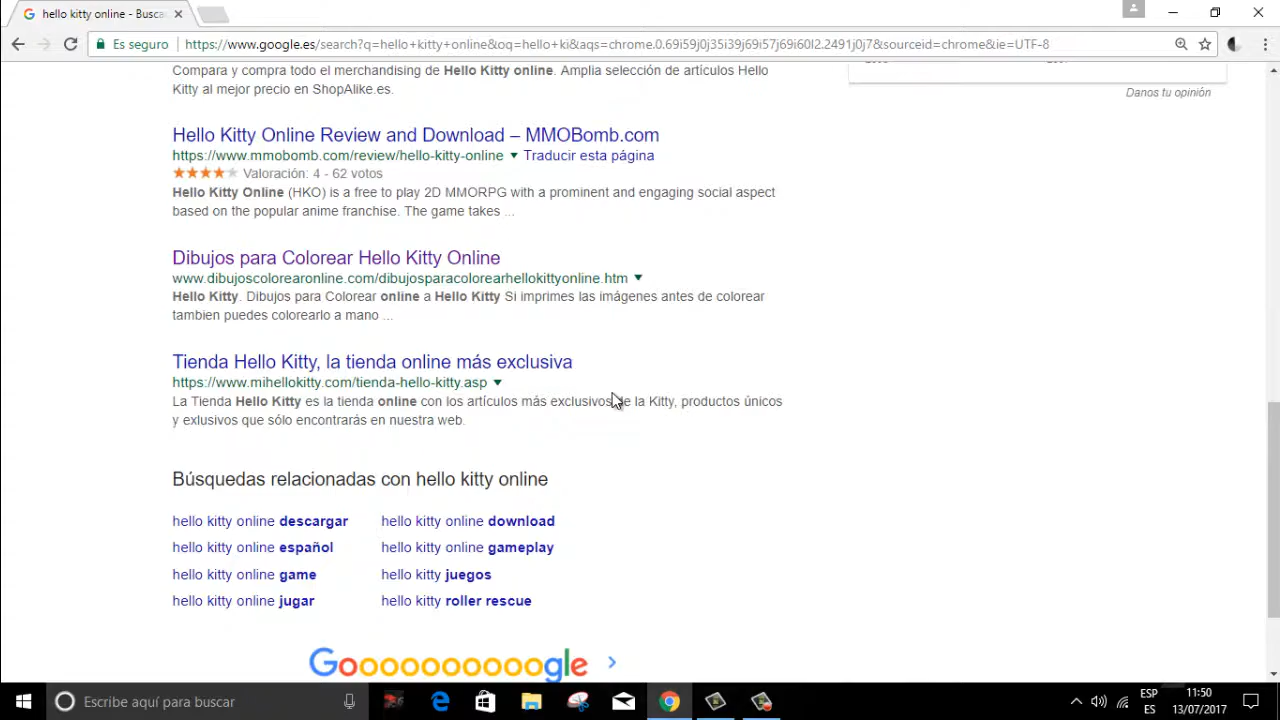 hello kitty online - Busca
Es seguro
https://www.google.es/search?q=hello+kitty+online&oq=hello+ki&aqs=chrome.0.69i59j0j35i39j69i57j69i60l2.2491j0j7&sourceid=chrome&ie=UTF-8
Compara y compra todo el merchandising de Hello Kitty online. Amplia selección de artículos Hello
Kitty al mejor precio en ShopAlike.es.
Danos tu opinión
Hello Kitty Online Review and Download – MMOBomb.com
https://www.mmobomb.com/review/hello-kitty-online ▼ Traducir esta página
Valoración: 4 - 62 votos
Hello Kitty Online (HKO) is a free to play 2D MMORPG with a prominent and engaging social aspect
based on the popular anime franchise. The game takes ...
Dibujos para Colorear Hello Kitty Online
www.dibujoscolorearonline.com/dibujosparacolorearhellokittyonline.htm ▼
Hello Kitty. Dibujos para Colorear online a Hello Kitty Si imprimes las imágenes antes de colorear
tambien puedes colorearlo a mano ...
Tienda Hello Kitty, la tienda online más exclusiva
https://www.mihellokitty.com/tienda-hello-kitty.asp ▼
La Tienda Hello Kitty es la tienda online con los artículos más exclusivos de la Kitty, productos únicos
y exlusivos que sólo encontrarás en nuestra web.
Búsquedas relacionadas con hello kitty online
hello kitty online descargar hello kitty online download
hello kitty online español hello kitty online gameplay
hello kitty online game hello kitty juegos
hello kitty online jugar hello kitty roller rescue
Goooooooooogle >
Escribe aquí para buscar
ESP
ES
11:50
13/07/2017